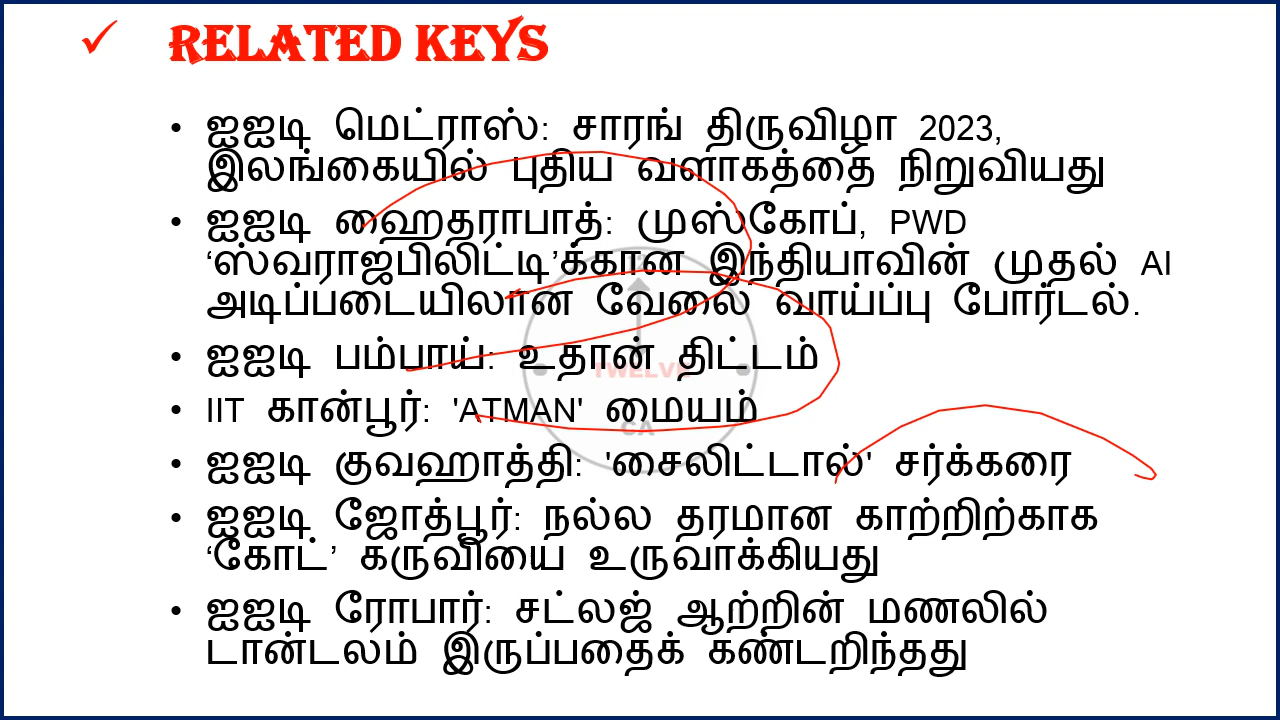 ✓ RELATED KEYS
• ஐஐடி மெட்ராஸ்: சாரங் திருவிழா 2023,
இலங்கையில் புதிய வளாகத்தை நிறுவியது
• ஐஐடி ஹைதராபாத்: முஸ்கோப், PWD
‘ஸ்வராஜபிலிட்டி’க்கான இந்தியாவின் முதல் AI
அடிப்படையிலான வேலை வாய்ப்பு போர்டல்.
• ஐஐடி பம்பாய்: உதான் திட்டம்
• IIT கான்பூர்: 'ATMAN' மையம்
• ஐஐடி குவஹாத்தி: 'சைலிட்டால்' சர்க்கரை
• ஐஐடி ஜோத்பூர்: நல்ல தரமான காற்றிற்காக
‘கோட்’ கருவியை உருவாக்கியது
• ஐஐடி ரோபார்: சட்லஜ் ஆற்றின் மணலில்
டான்டலம் இருப்பதைக் கண்டறிந்தது
CA